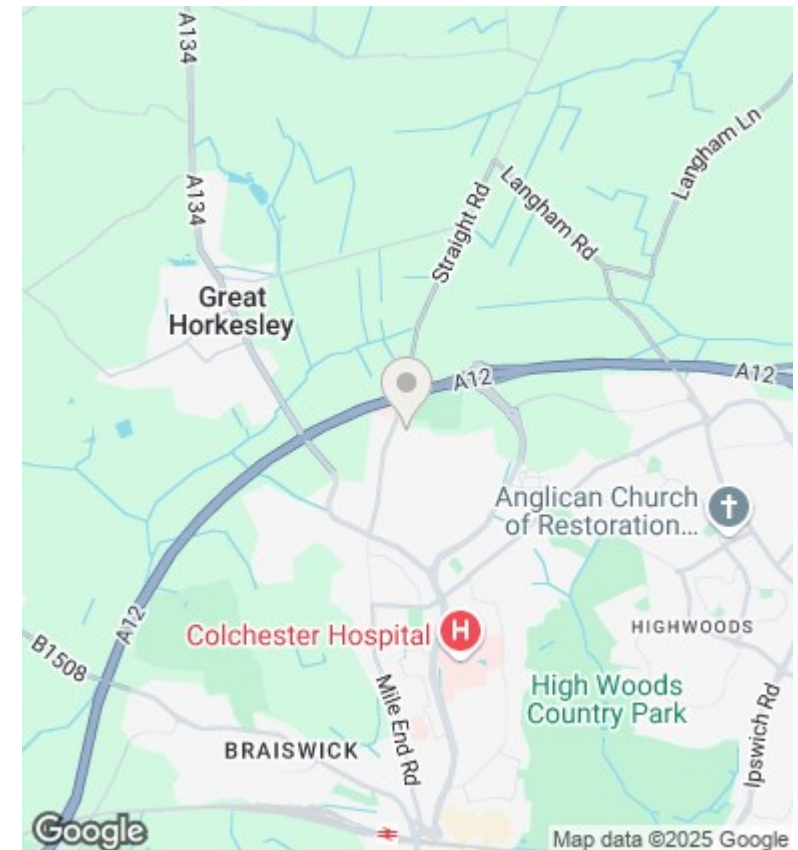 A134
A134
Langham Ln
Straight Rd
Langham Rd
Great
Horkesley
A12
A12
Anglican Church
of Restoration...
A12
Colchester Hospital
H
HIGHWOODS
B1508
High Woods
Country Park
Mile End Rd
Ipswich Rd
BRAISWICK
Google
Map data ©2025 Google